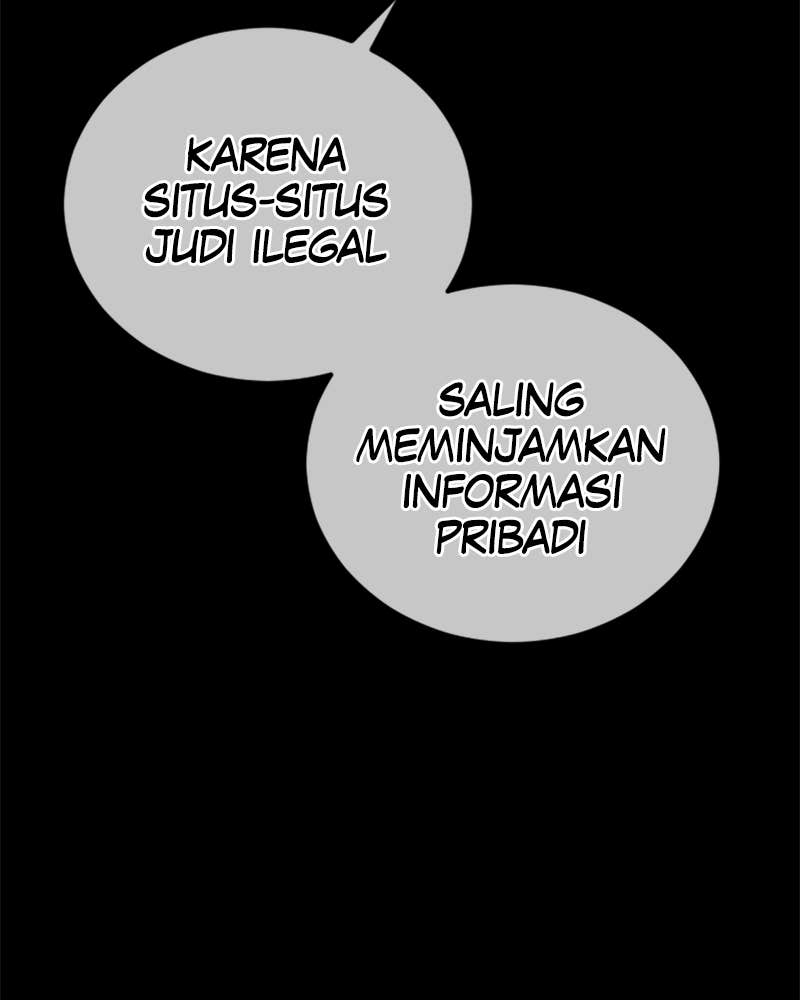 KARENA
SITUS-SITUS
JUDI ILEGAL
SALING
MEMINJAMKAN
INFORMASI
PRIBADI